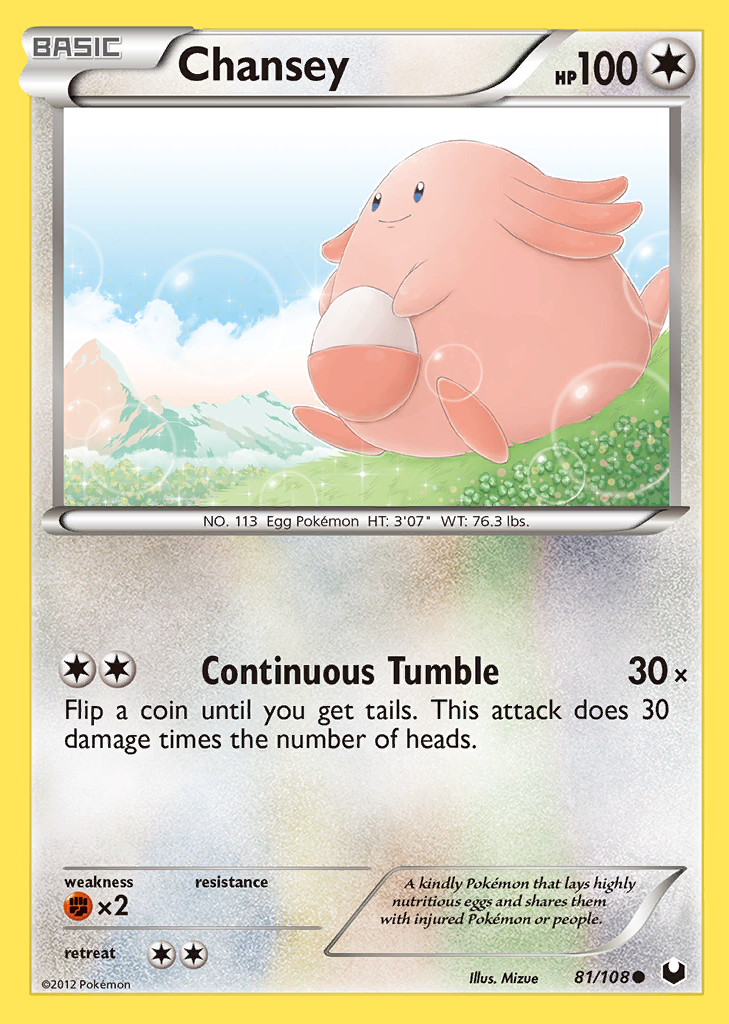 BASIC
Chansey
HP100
NO. 113 Egg Pokémon HT: 3'07" WT: 76.3 lbs.
Continuous Tumble 30×
Flip a coin until you get tails. This attack does 30
damage times the number of heads.
weakness resistance
×2
A kindly Pokémon that lays highly
nutritious eggs and shares them
with injured Pokémon or people.
retreat
©2012 Pokémon
Illus. Mizue 81/108